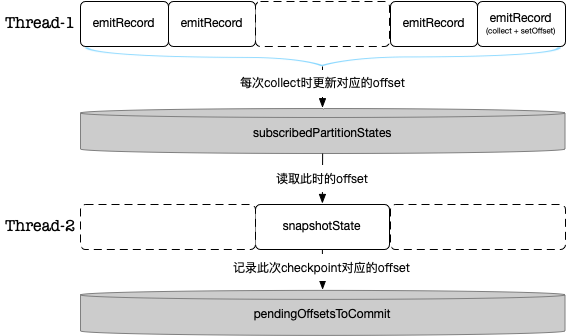 Thread-1
emitRecord
emitRecord
emitRecord
emitRecord
(collect + setOffset)
每次collect时更新对应的offset
subscribedPartitionStates
读取此时的offset
Thread-2
snapshotState
记录此次checkpoint对应的offset
pendingOffsetsToCommit